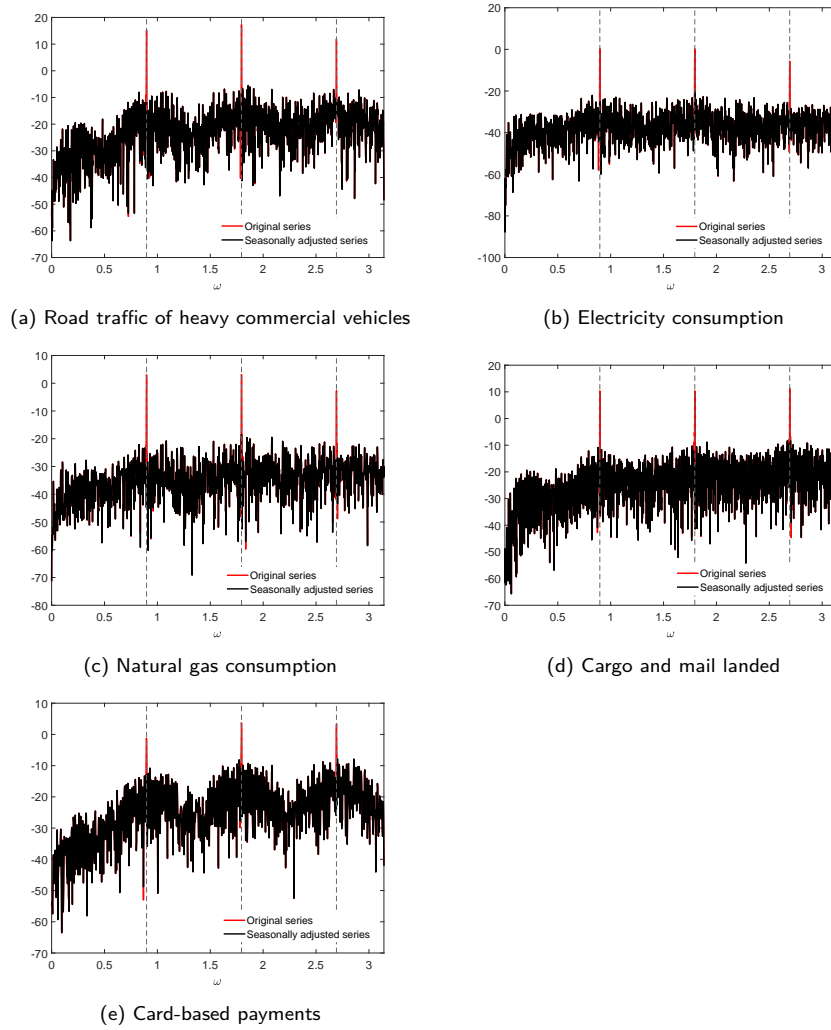 20
10
0
-10
-20
-30
-40
-50
-60
-70
0 0.5 1 1.5 2 2.5 3
ω
Original series
Seasonally adjusted series
(a) Road traffic of heavy commercial vehicles
20
0
-20
-40
-60
-80
-100
0 0.5 1 1.5 2 2.5 3
ω
Original series
Seasonally adjusted series
(b) Electricity consumption
10
0
-10
-20
-30
-40
-50
-60
-70
-80
0 0.5 1 1.5 2 2.5 3
ω
Original series
Seasonally adjusted series
(c) Natural gas consumption
20
10
0
-10
-20
-30
-40
-50
-60
-70
0 0.5 1 1.5 2 2.5 3
ω
Original series
Seasonally adjusted series
(d) Cargo and mail landed
10
0
-10
-20
-30
-40
-50
-60
-70
0 0.5 1 1.5 2 2.5 3
ω
Original series
Seasonally adjusted series
(e) Card-based payments